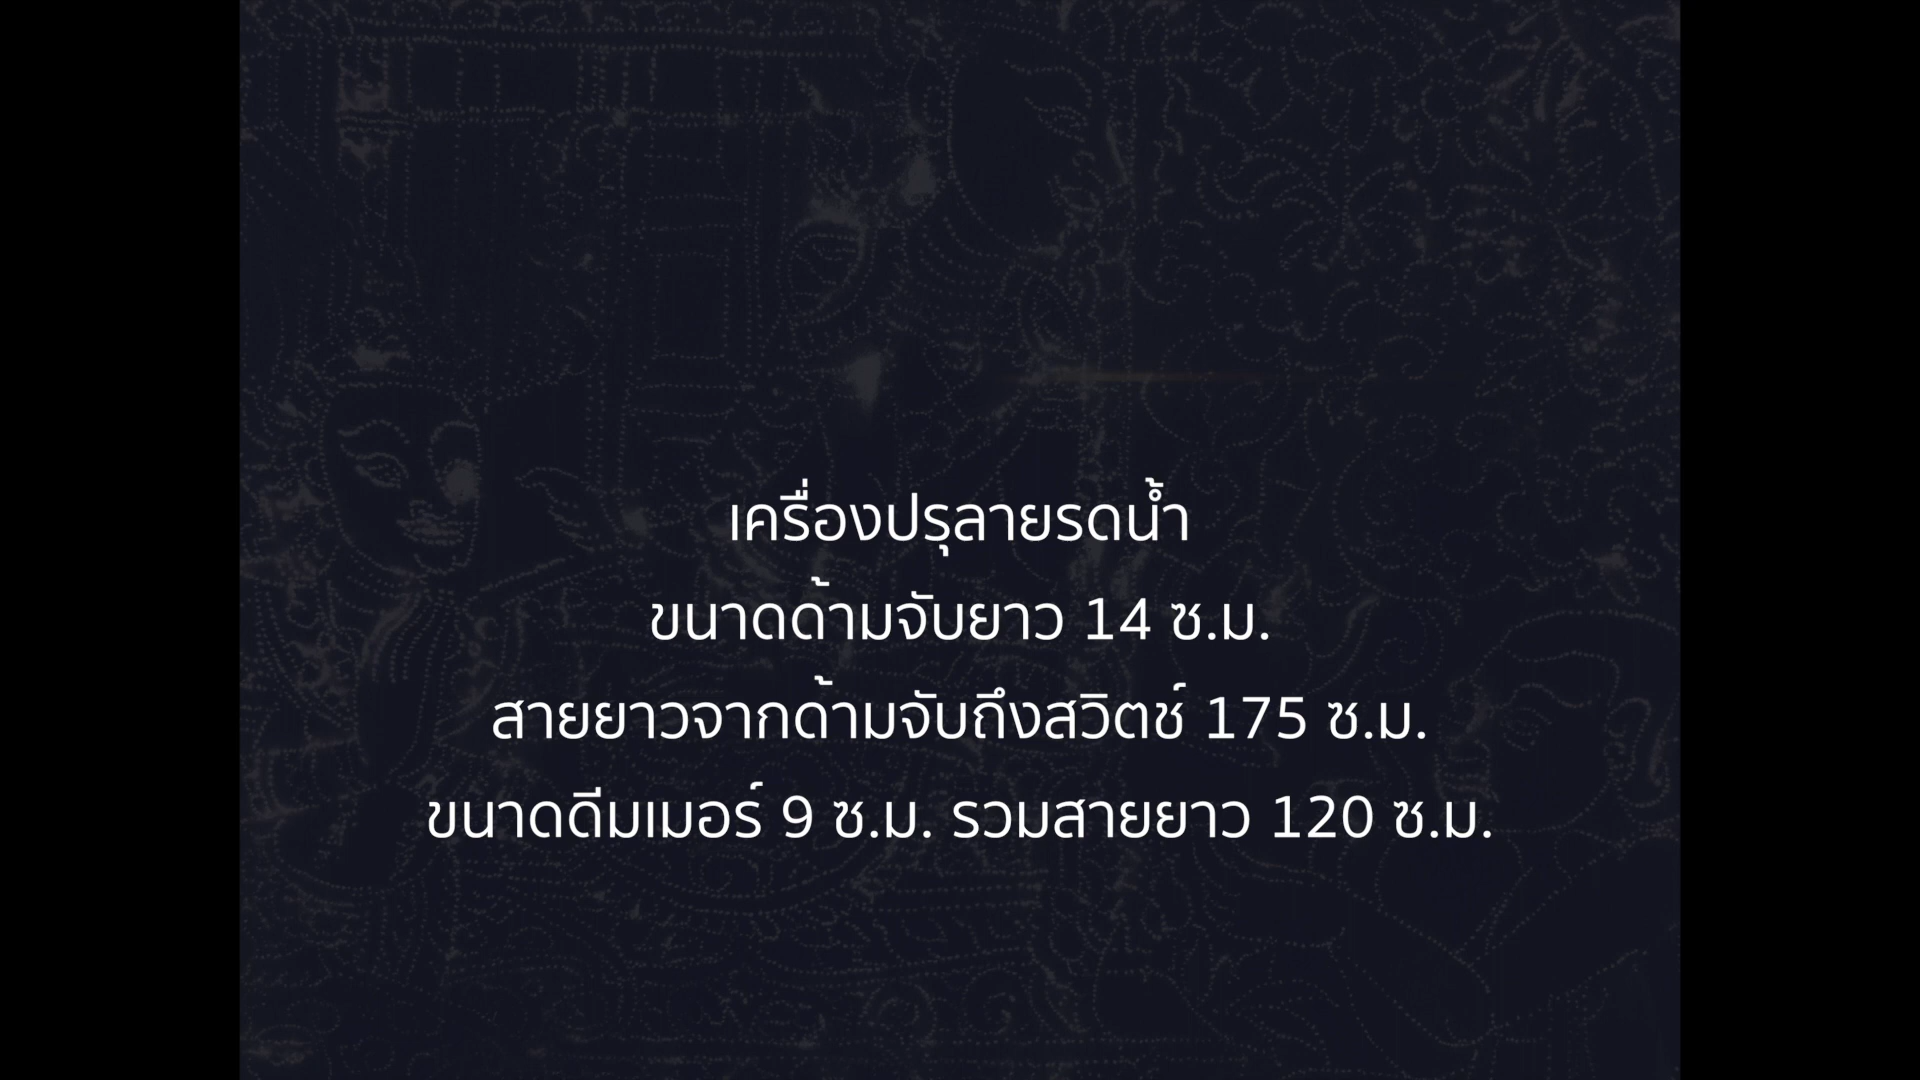 เครื่องปรุลายรดน้ำ
ขนาดด้ามจับยาว 14 ซ.ม.
สายยาวจากด้ามจับถึงสวิตช์ 175 ซ.ม.
ขนาดดีมเมอร์ 9 ซ.ม. รวมสายยาว 120 ซ.ม.